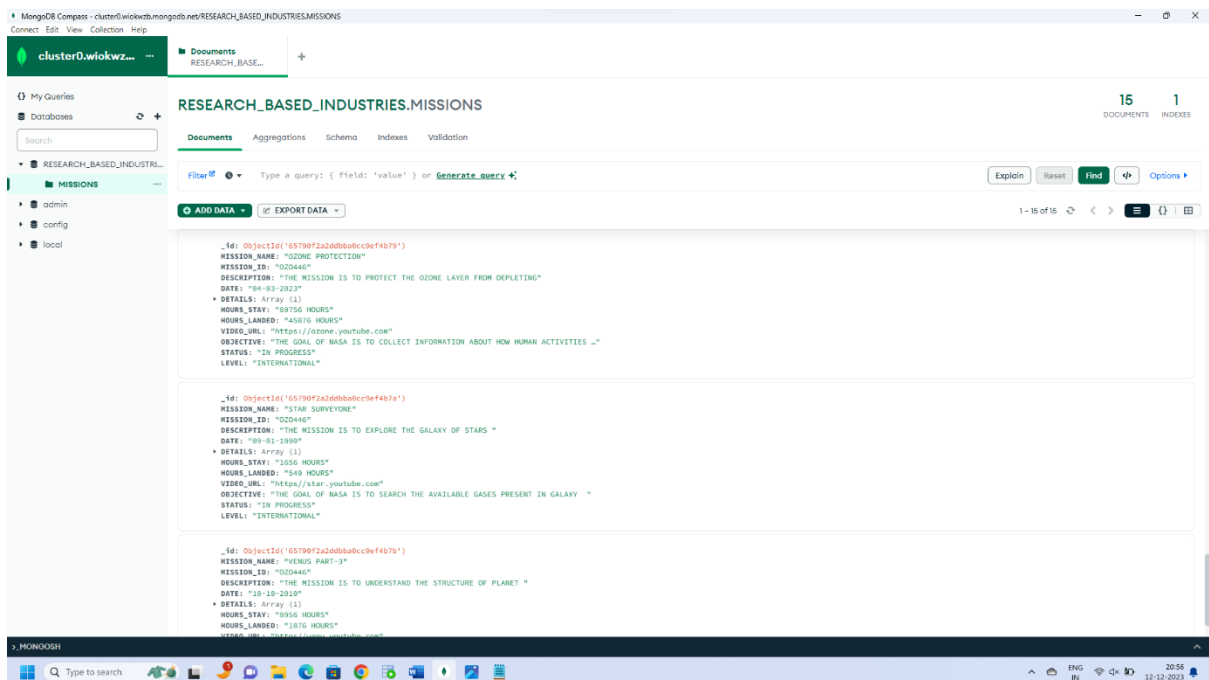 MongoDB Compass - cluster0.wiokwzb.mongodb.net/RESEARCH_BASED_INDUSTRIES.MISSIONS
Connect Edit View Collection Help
cluster0.wiokwz... ...
Documents
RESEARCH_BASE...
+
{} My Queries
Databases
Search
RESEARCH_BASED_INDUSTRI...
MISSIONS ...
admin
config
local
RESEARCH_BASED_INDUSTRIES.MISSIONS
15 1
DOCUMENTS INDEXES
Documents Aggregations Schema Indexes Validation
Filter Type a query: { field: 'value' } or Generate query
Explain Reset Find </> Options
ADD DATA EXPORT DATA
1 – 15 of 15
_id: ObjectId('65790f2a2ddbba0cc9ef4b79')
MISSION_NAME: "OZONE PROTECTION"
MISSION_ID: "OZO446"
DESCRIPTION: "THE MISSION IS TO PROTECT THE OZONE LAYER FROM DEPLETING"
DATE: "04-03-2023"
DETAILS: Array (1)
HOURS_STAY: "89756 HOURS"
HOURS_LANDED: "45876 HOURS"
VIDEO_URL: "https://ozone.youtube.com"
OBJECTIVE: "THE GOAL OF NASA IS TO COLLECT INFORMATION ABOUT HOW HUMAN ACTIVITIES …"
STATUS: "IN PROGRESS"
LEVEL: "INTERNATIONAL"
_id: ObjectId('65790f2a2ddbba0cc9ef4b7a')
MISSION_NAME: "STAR SURVEYONE"
MISSION_ID: "OZO446"
DESCRIPTION: "THE MISSION IS TO EXPLORE THE GALAXY OF STARS "
DATE: "09-01-1990"
DETAILS: Array (1)
HOURS_STAY: "1656 HOURS"
HOURS_LANDED: "549 HOURS"
VIDEO_URL: "https//star.youtube.com"
OBJECTIVE: "THE GOAL OF NASA IS TO SEARCH THE AVAILABLE GASES PRESENT IN GALAXY  "
STATUS: "IN PROGRESS"
LEVEL: "INTERNATIONAL"
_id: ObjectId('65790f2a2ddbba0cc9ef4b7b')
MISSION_NAME: "VENUS PART-3"
MISSION_ID: "OZO446"
DESCRIPTION: "THE MISSION IS TO UNDERSTAND THE STRUCTURE OF PLANET "
DATE: "10-10-2010"
DETAILS: Array (1)
HOURS_STAY: "8956 HOURS"
HOURS_LANDED: "1876 HOURS"
VIDEO_URL:
>_MONGOSH
Type to search
ENG
IN
20:56
12-12-2023